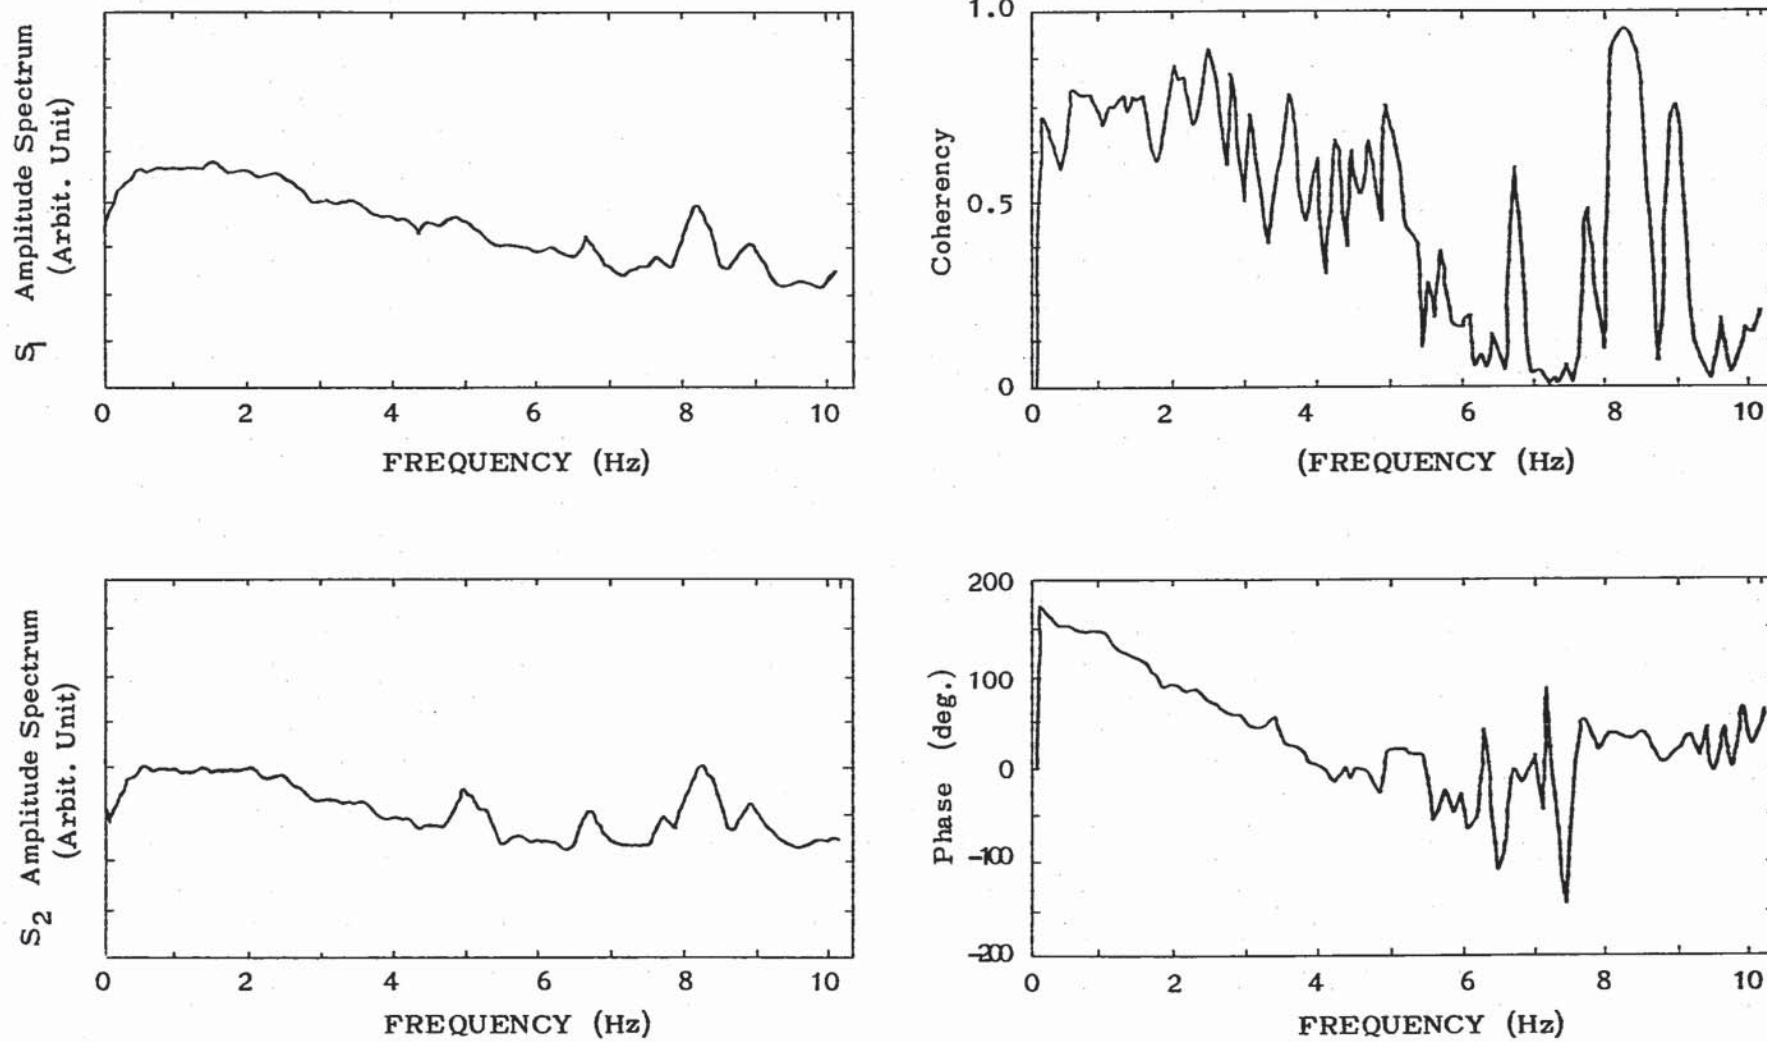 S1 Amplitude Spectrum
(Arbit. Unit)
0 2 4 6 8 10
FREQUENCY (Hz)
Coherency
1.0
0.5
0
0 2 4 6 8 10
(FREQUENCY (Hz)
S2 Amplitude Spectrum
(Arbit. Unit)
0 2 4 6 8 10
FREQUENCY (Hz)
Phase (deg.)
200
100
0
-100
-200
0 2 4 6 8 10
FREQUENCY (Hz)